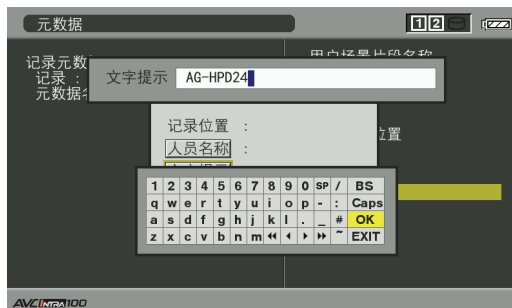 元数据
1 2
用户场景片段名称
记录元数
记录 :
元数据名
文字提示 AG-HPD24
位置
记录位置 :
人员名称 :
1 2 3 4 5 6 7 8 9 0 SP / BS
q w e r t y u i o p - : Caps
a s d f g h j k l . _ # OK
z x c v b n m ~ EXIT
AVC INTRA 100